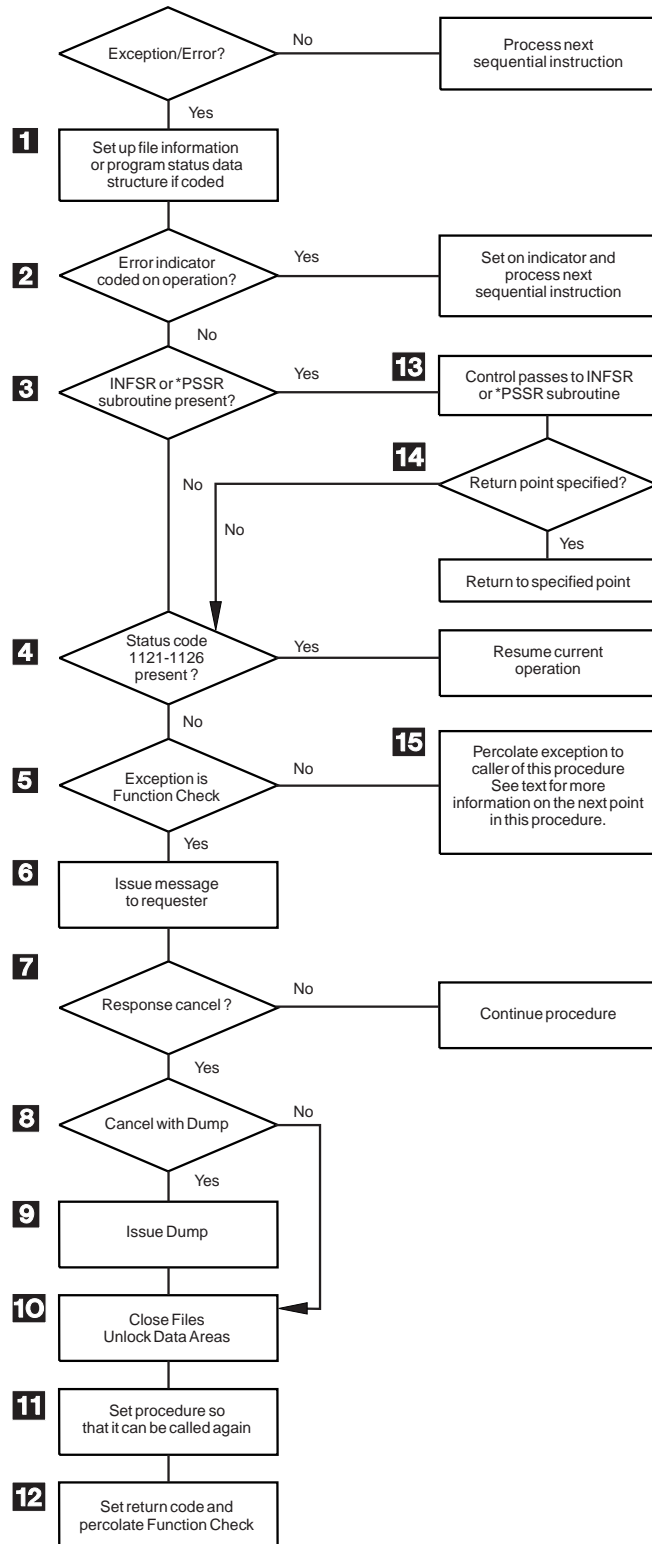 Exception/Error?
No
Process next
sequential instruction
Yes
1
Set up file information
or program status data
structure if coded
2
Error indicator
coded on operation?
Yes
Set on indicator and
process next
sequential instruction
No
3
INFSR or *PSSR
subroutine present?
Yes
13
Control passes to INFSR
or *PSSR subroutine
14
Return point specified?
No
No
Yes
Return to specified point
4
Status code
1121-1126
present ?
Yes
Resume current
operation
No
5
Exception is
Function Check
No
15
Percolate exception to
caller of this procedure
See text for more
information on the next point
in this procedure.
Yes
6
Issue message
to requester
7
Response cancel ?
No
Continue procedure
Yes
8
Cancel with Dump
No
Yes
9
Issue Dump
10
Close Files
Unlock Data Areas
11
Set procedure so
that it can be called again
12
Set return code and
percolate Function Check